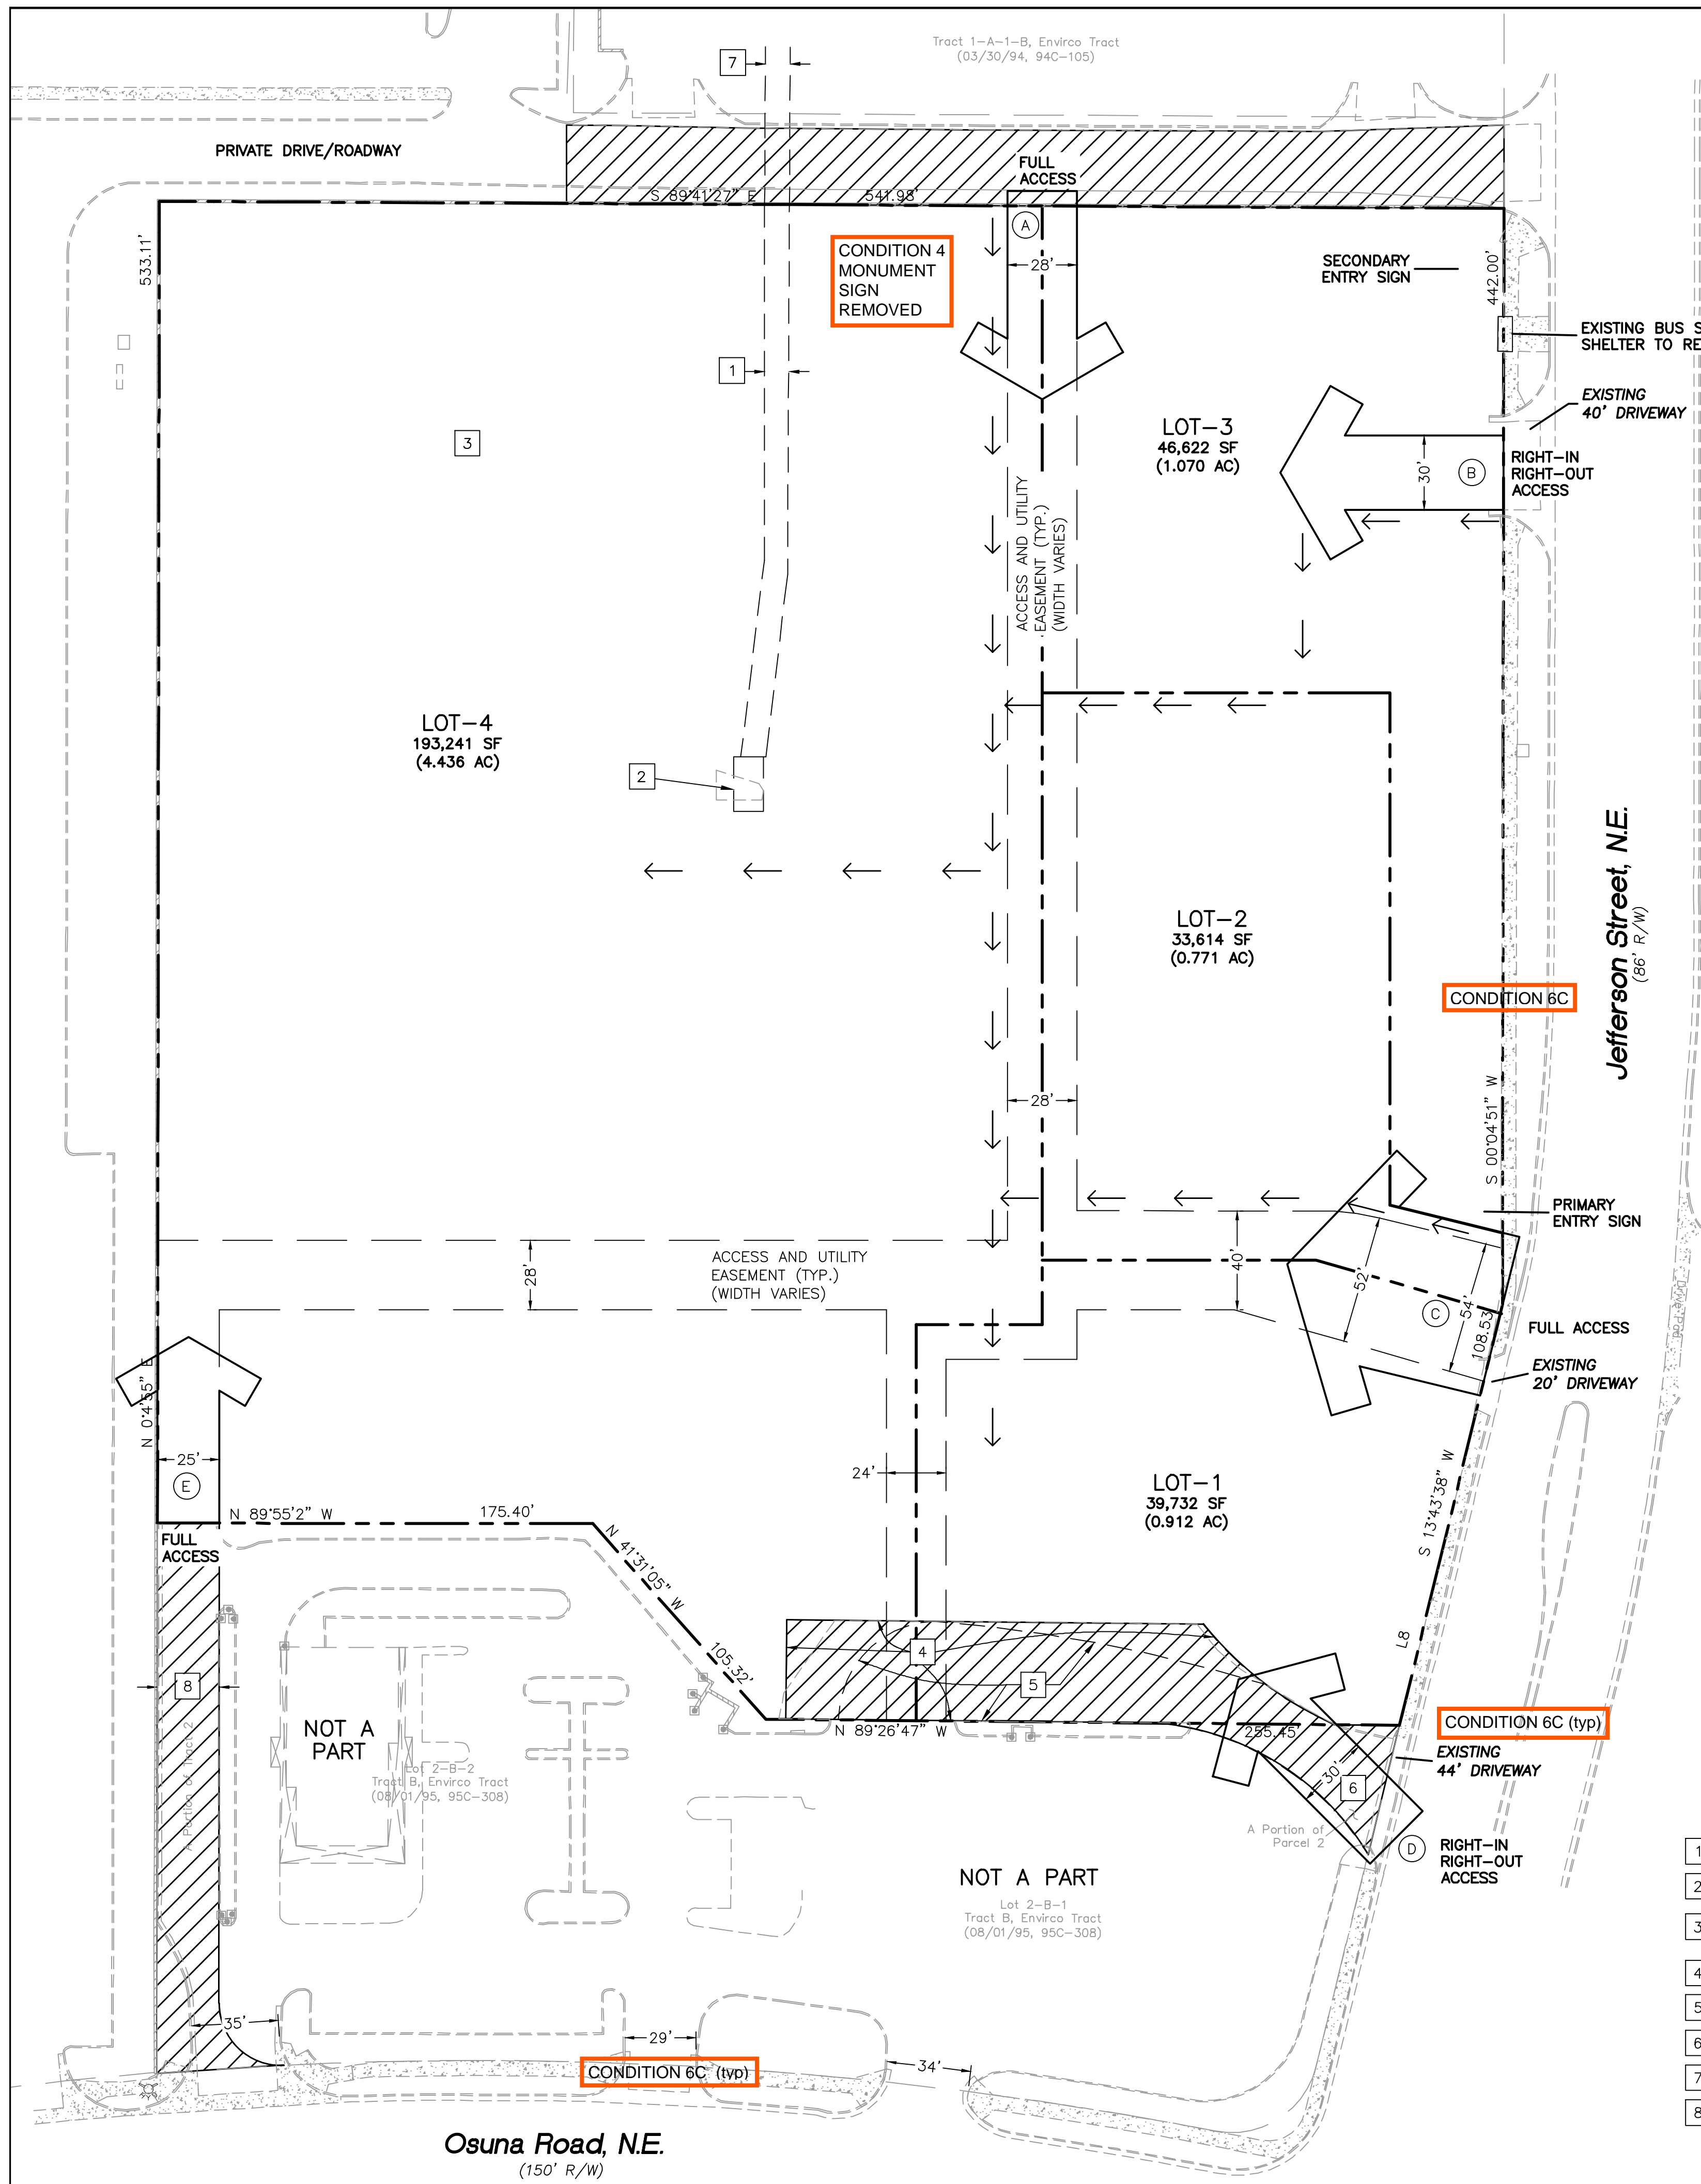 Tract 1-A-1-B, Envirco Tract
(03/30/94, 94C-105)
7
PRIVATE DRIVE/ROADWAY
FULL
ACCESS
S 89°41'27" E
541.98'
A
533.11'
CONDITION 4
MONUMENT
SIGN
REMOVED
28'
SECONDARY
ENTRY SIGN
442.00'
EXISTING BUS S
SHELTER TO RE
1
EXISTING
40' DRIVEWAY
3
LOT-3
46,622 SF
(1.070 AC)
30'
B
RIGHT-IN
RIGHT-OUT
ACCESS
ACCESS AND UTILITY
EASEMENT (TYP.)
(WIDTH VARIES)
LOT-4
193,241 SF
(4.436 AC)
2
LOT-2
33,614 SF
(0.771 AC)
Jefferson Street, N.E.
(86' R/W)
CONDITION 6C
28'
S 00°04'51" W
PRIMARY
ENTRY SIGN
ACCESS AND UTILITY
EASEMENT (TYP.)
(WIDTH VARIES)
28'
40'
52'
54'
C
108.53'
FULL ACCESS
EXISTING
20' DRIVEWAY
N 0°4'55" E
25'
E
24'
LOT-1
39,732 SF
(0.912 AC)
S 13°43'38" W
N 89°55'2" W
175.40'
FULL
ACCESS
N 41°31'05" W
105.32'
L8
4
5
8
N 89°26'47" W
255.45'
CONDITION 6C (typ)
EXISTING
44' DRIVEWAY
30'
6
NOT A
PART
Lot 2-B-2
Tract B, Envirco Tract
(08/01/95, 95C-308)
A Portion of Tract 2
A Portion of
Parcel 2
D
RIGHT-IN
RIGHT-OUT
ACCESS
NOT A PART
Lot 2-B-1
Tract B, Envirco Tract
(08/01/95, 95C-308)
1
2
3
4
5
6
7
8
35'
29'
34'
CONDITION 6C (typ)
Osuna Road, N.E.
(150' R/W)